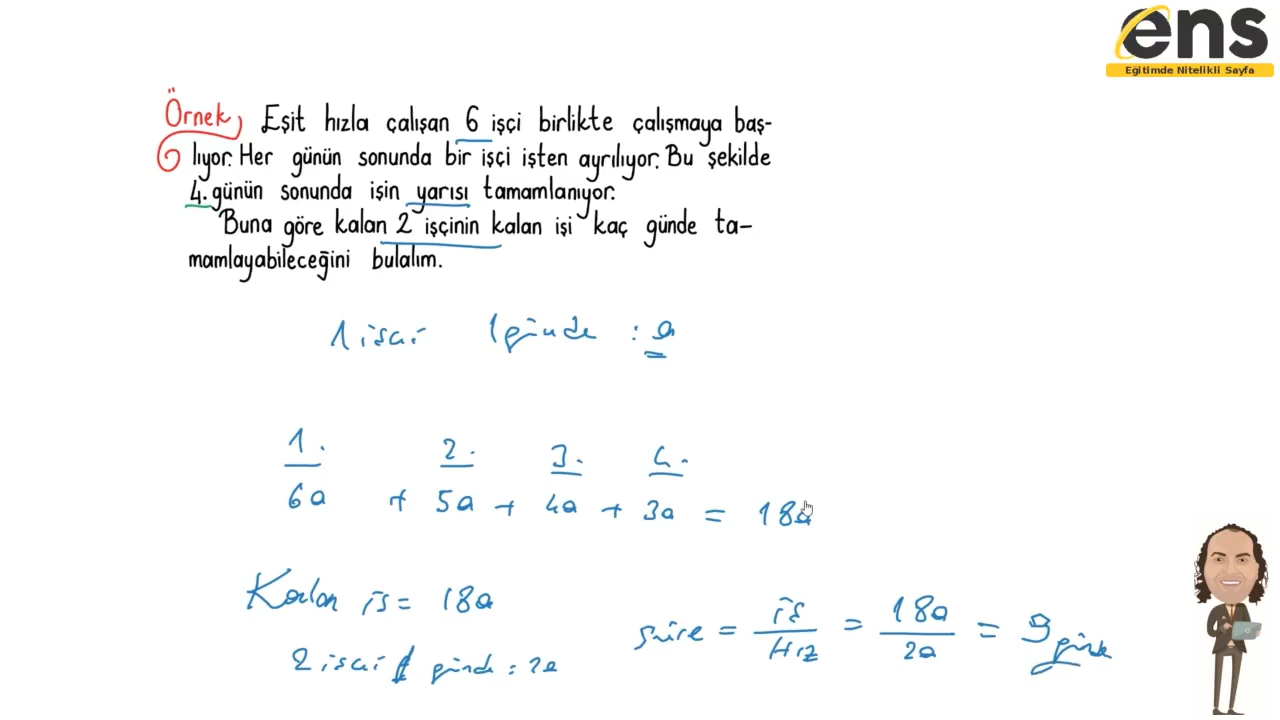 ens
Eğitimde Nitelikli Sayfa
Örnek, Eşit hızla çalışan 6 işçi birlikte çalışmaya baş-
lıyor. Her günün sonunda bir işçi işten ayrılıyor. Bu şekilde
4. günün sonunda işin yarısı tamamlanıyor.
Buna göre kalan 2 işçinin kalan işi kaç günde ta-
mamlayabileceğini bulalım.
1 işçi 1 günde : a
1. 2. 3. 4.
6a + 5a + 4a + 3a = 18a
Kalan iş = 18a
2 işçi 1 günde : 2a
süre = iş / Hız = 18a / 2a = 9 günde